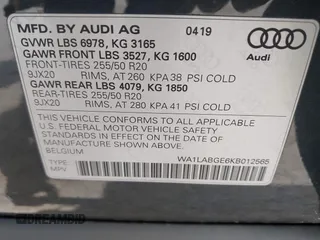 MFD. BY AUDI AG 0419
GVWR LBS 6978, KG 3165
GAWR FRONT LBS 3527, KG 1600
FRONT-TIRES 255/50 R20
9JX20 RIMS, AT 260 KPA 38 PSI COLD
GAWR REAR LBS 4079, KG 1850
REAR-TIRES 255/50 R20
9JX20 RIMS, AT 280 KPA 41 PSI COLD
Audi
THIS VEHICLE CONFORMS TO ALL APPLICABLE
U.S. FEDERAL MOTOR VEHICLE SAFETY
STANDARDS IN EFFECT ON THE DATE OF
MANUFACTURE SHOWN ABOVE.
BELGIUM
TYPE WA1LABGE6KB012565
MPV
DREAMBID